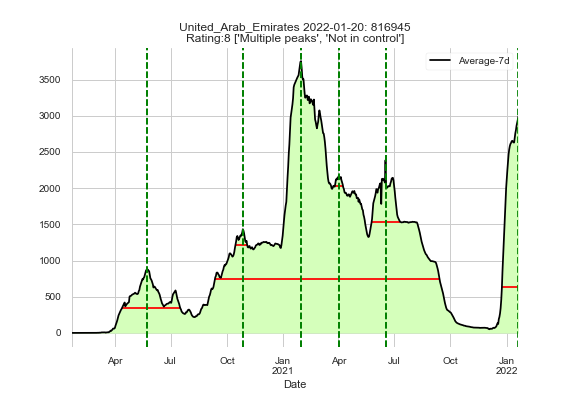 United_Arab_Emirates 2022-01-20: 816945
Rating:8 ['Multiple peaks', 'Not in control']
Average-7d
3500
3000
2500
2000
1500
1000
500
0
Apr Jul Oct Jan Apr Jul Oct Jan
2021 2022
Date